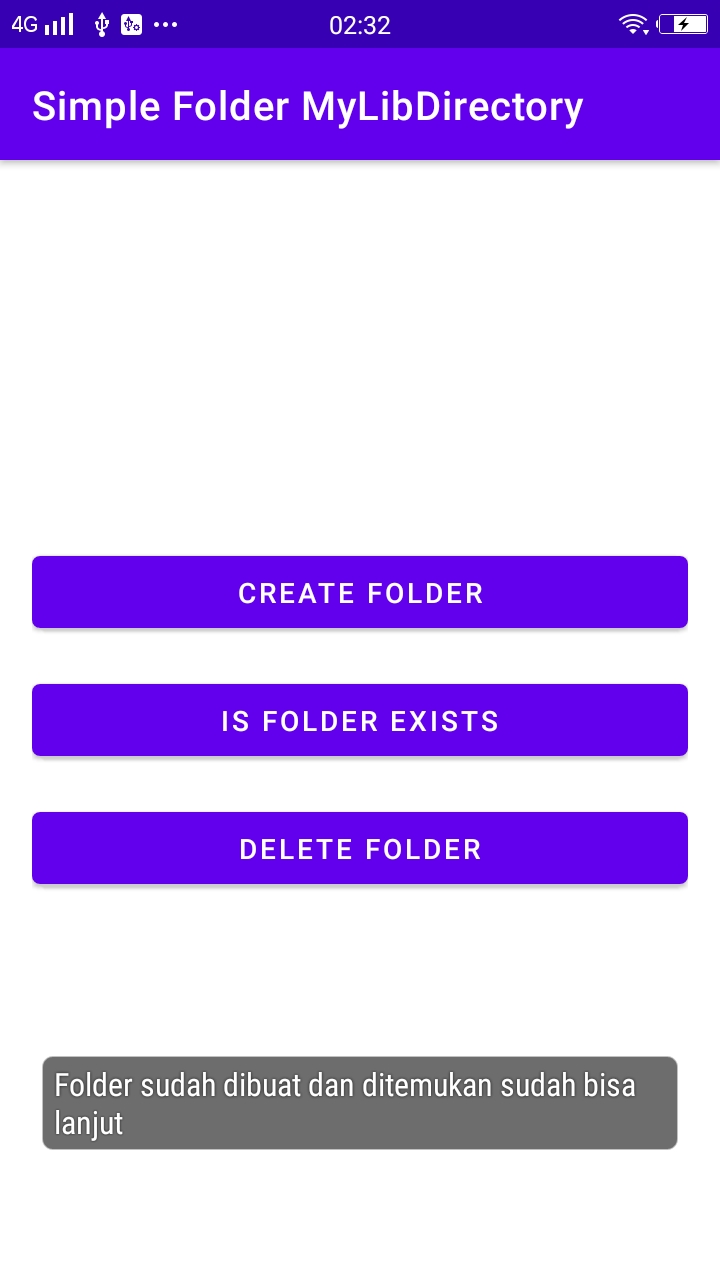 4G 02:32
Simple Folder MyLibDirectory
CREATE FOLDER
IS FOLDER EXISTS
DELETE FOLDER
Folder sudah dibuat dan ditemukan sudah bisa
lanjut